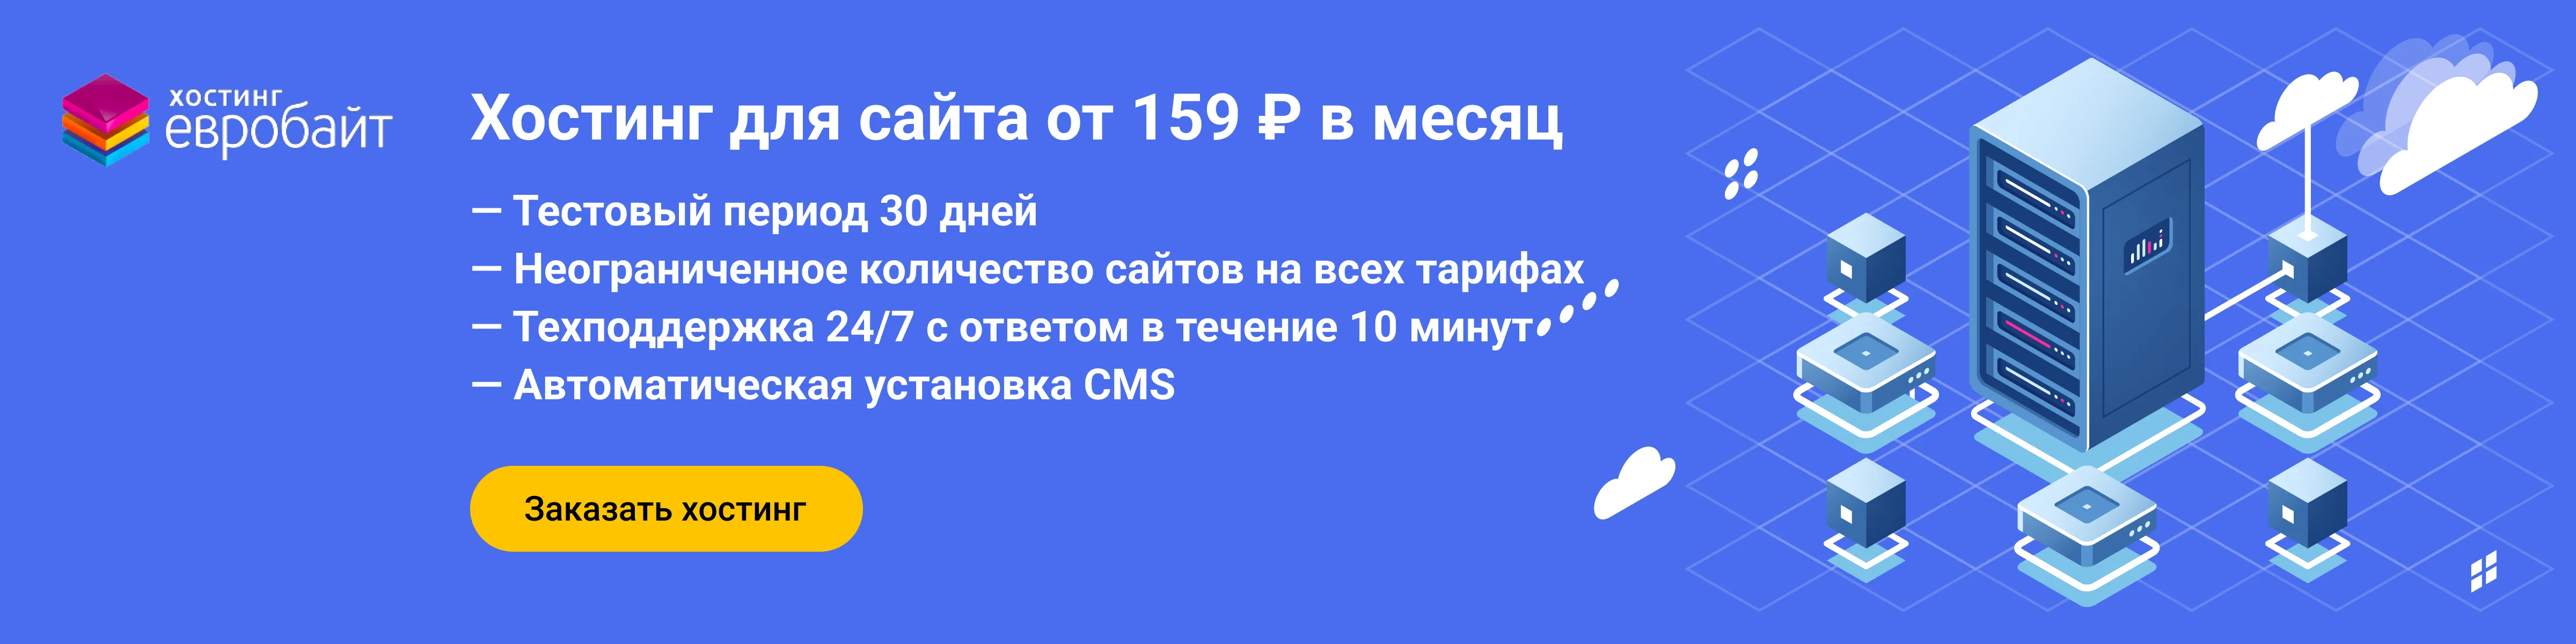 хостинг
евробайт
Хостинг для сайта от 159 ₽ в месяц
— Тестовый период 30 дней
— Неограниченное количество сайтов на всех тарифах
— Техподдержка 24/7 с ответом в течение 10 минут
— Автоматическая установка CMS
Заказать хостинг